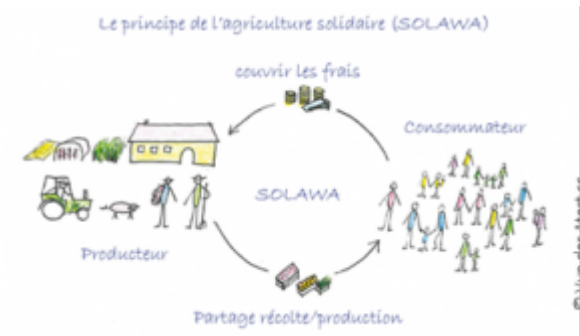 Le principe de l'agriculture solidaire (SOLAWA)
couvrir les frais
Consommateur
SOLAWA
Producteur
Partage récolte/production